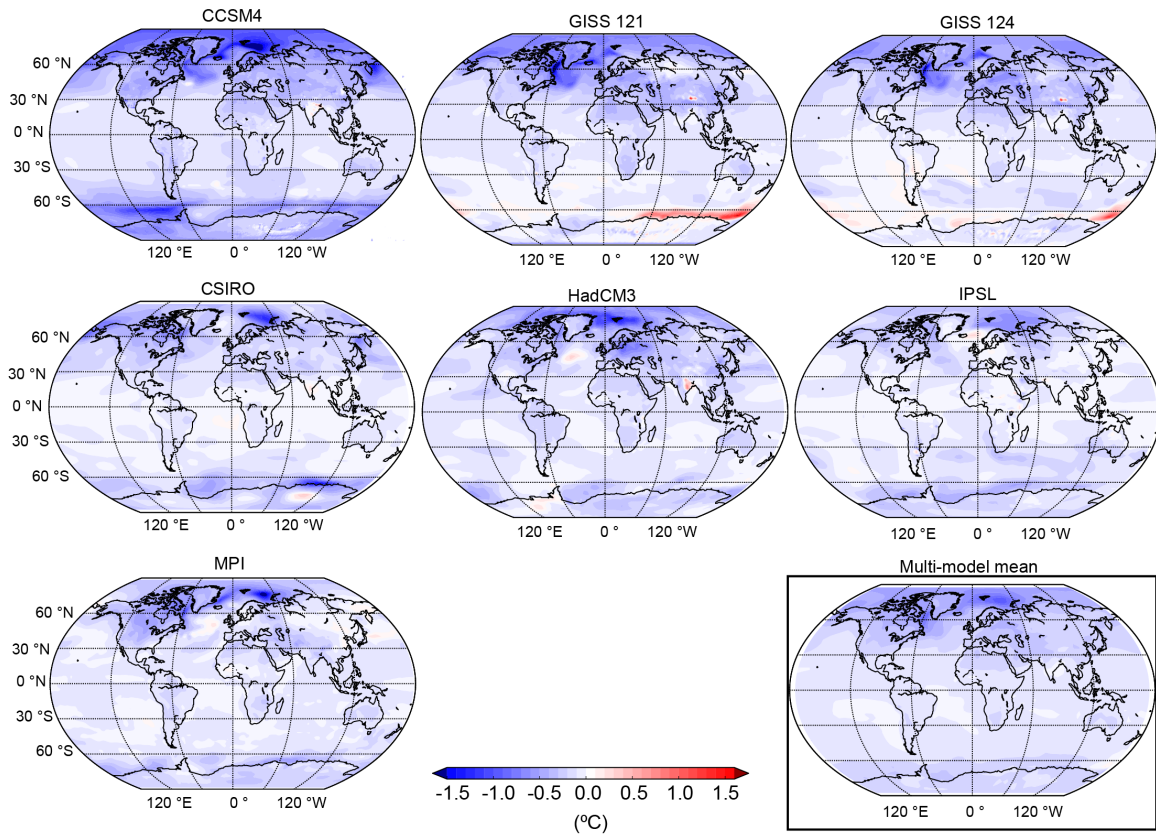 CCSM4
GISS 121
GISS 124
60 °N
30 °N
0 °N
30 °S
60 °S
120 °E 0 ° 120 °W
120 °E 0 ° 120 °W
120 °E 0 ° 120 °W
CSIRO
HadCM3
IPSL
60 °N
30 °N
0 °N
30 °S
60 °S
120 °E 0 ° 120 °W
120 °E 0 ° 120 °W
120 °E 0 ° 120 °W
MPI
Multi-model mean
60 °N
30 °N
0 °N
30 °S
60 °S
120 °E 0 ° 120 °W
120 °E 0 ° 120 °W
-1.5 -1.0 -0.5 0.0 0.5 1.0 1.5
(ºC)